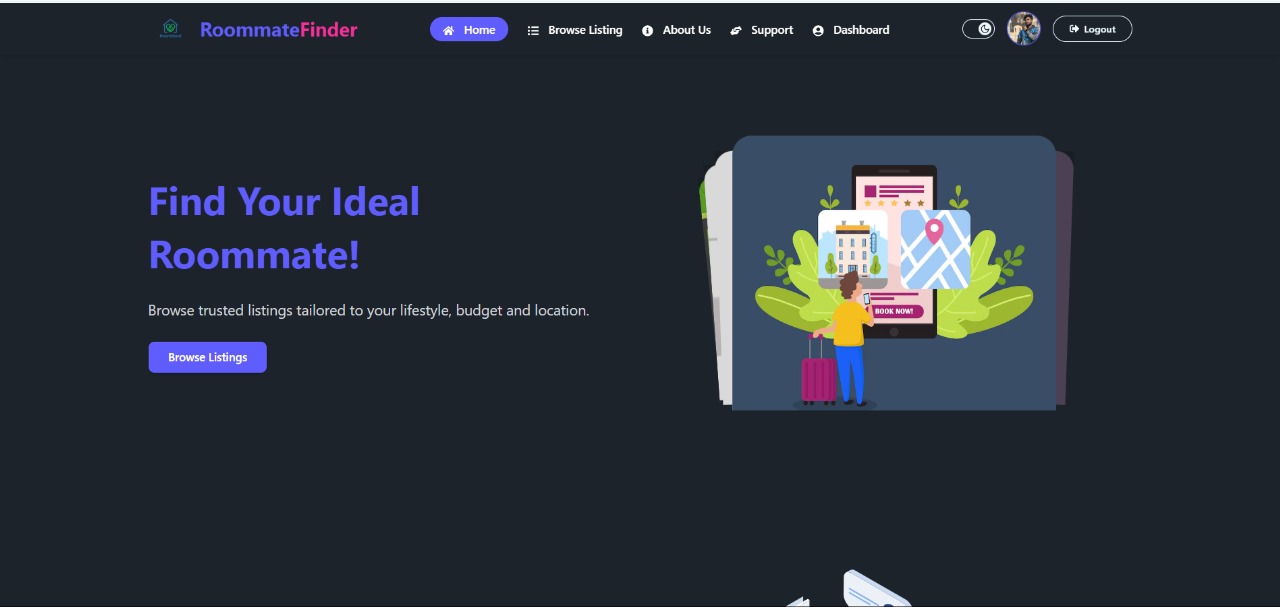 RoommateFinder
Home
Browse Listing
About Us
Support
Dashboard
Logout
Find Your Ideal
Roommate!
Browse trusted listings tailored to your lifestyle, budget and location.
Browse Listings
BOOK NOW!